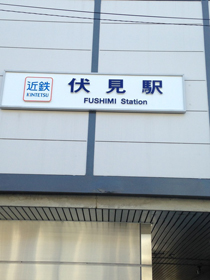 近鉄
KINTETSU
伏見駅
FUSHIMI Station